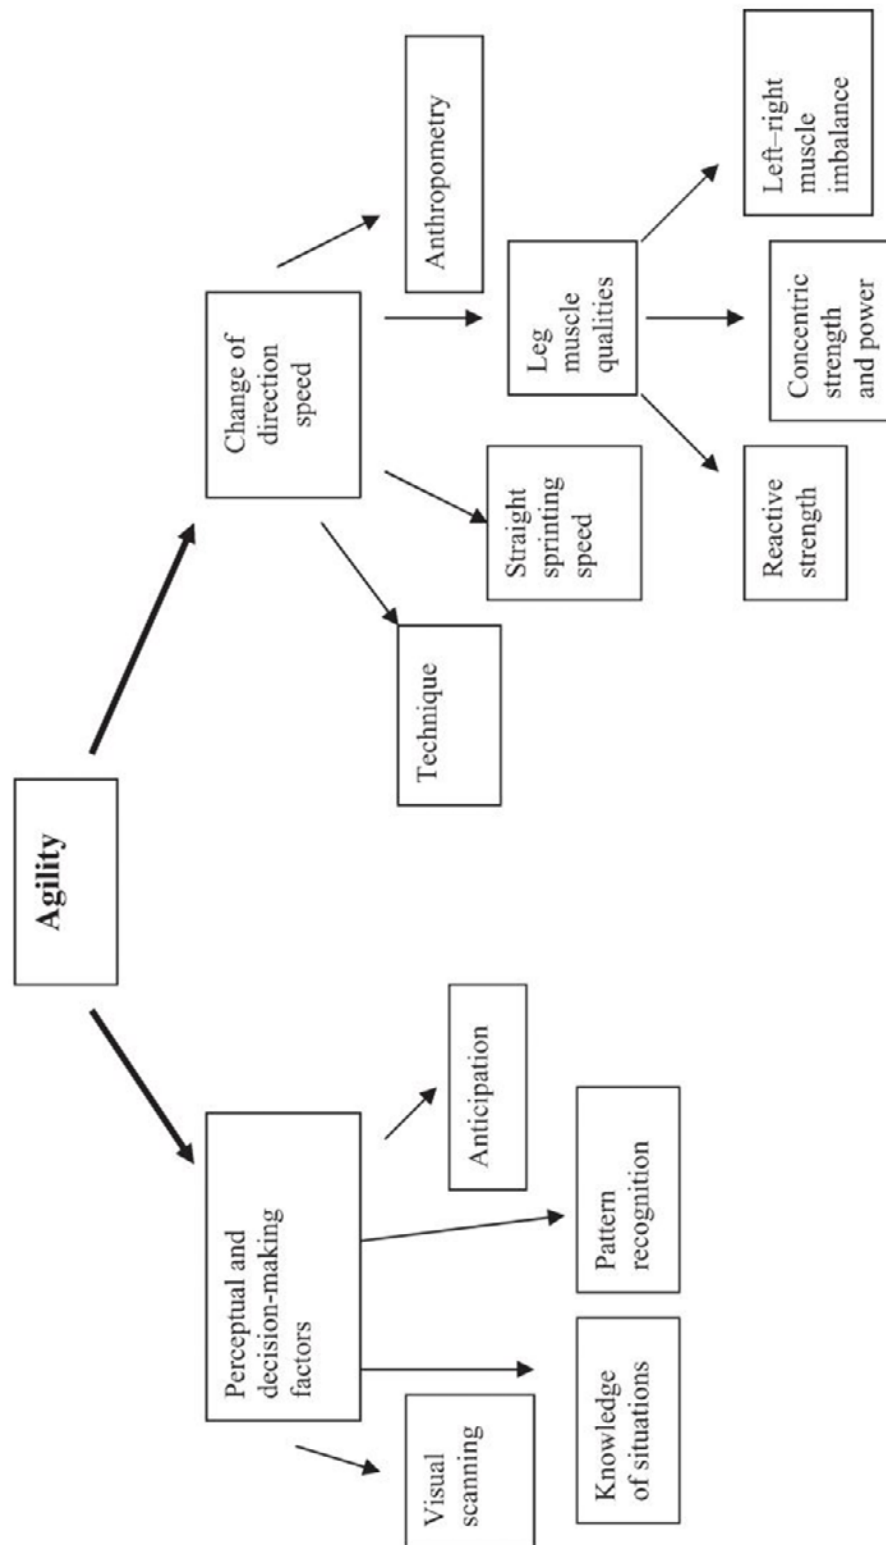 Agility
Perceptual and
decision-making
factors
Change of
direction
speed
Visual
scanning
Knowledge
of situations
Pattern
recognition
Anticipation
Technique
Straight
sprinting
speed
Leg
muscle
qualities
Anthropometry
Reactive
strength
Concentric
strength
and power
Left–right
muscle
imbalance